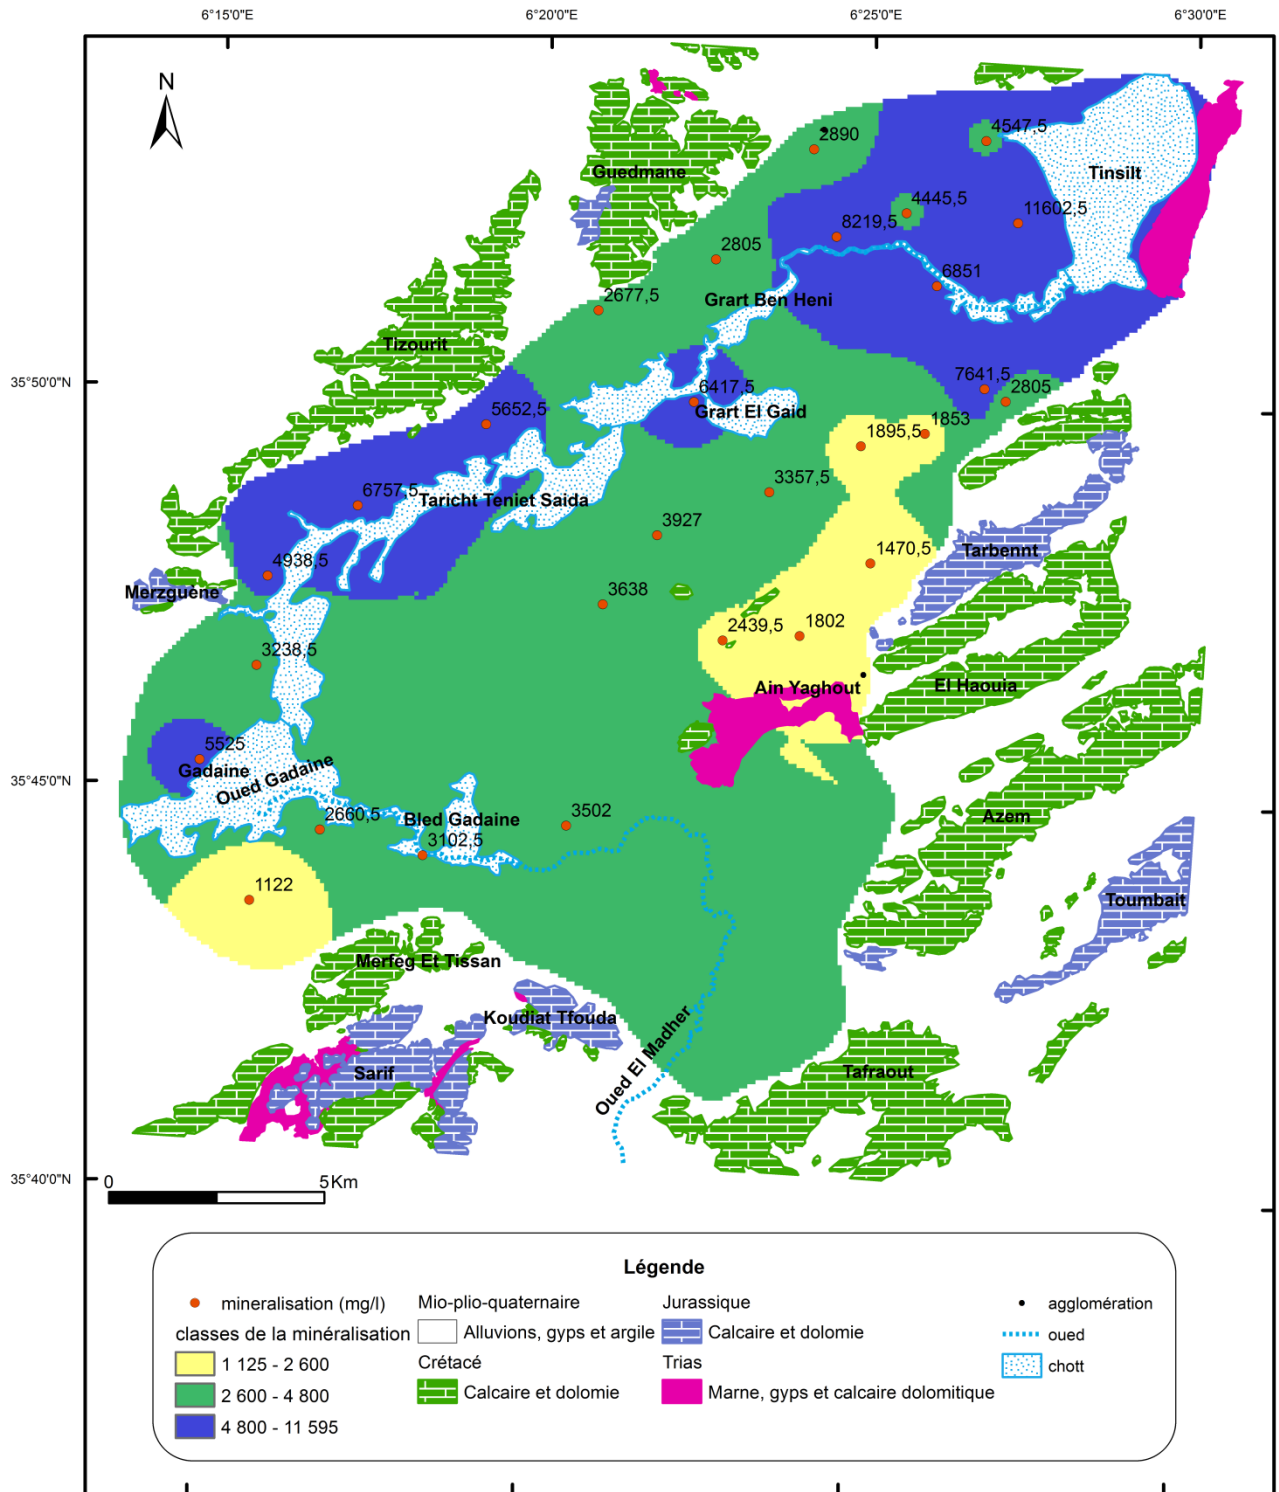 6°15'0"E 6°20'0"E 6°25'0"E 6°30'0"E
N
2890
4547,5
Guedmane
Tinsilt
4445,5
11602,5
8219,5
2805
6851
2677,5
Grart Ben Heni
Tizourit
35°50'0"N
7641,5
2805
6417,5
5652,5
Grart El Gaid
1853
1895,5
3357,5
6757,5
Taricht Teniet Saida
3927
1470,5
Tarbennt
4938,5
Merzguéne
3638
1802
2439,5
3238,5
Ain Yaghout
El Haouia
5525
Gadaine
Oued Gadaine
35°45'0"N
2660,5
Bled Gadaine
3502
Azem
3102,5
1122
Toumbait
Merfeg Et Tissan
Koudiat Tfouda
Oued El Madher
Sarif
Tafraout
35°40'0"N
0 5Km
Légende
mineralisation (mg/l)
classes de la minéralisation
1 125 - 2 600
2 600 - 4 800
4 800 - 11 595
Mio-plio-quaternaire
Alluvions, gyps et argile
Crétacé
Calcaire et dolomie
Jurassique
Calcaire et dolomie
Trias
Marne, gyps et calcaire dolomitique
agglomération
oued
chott